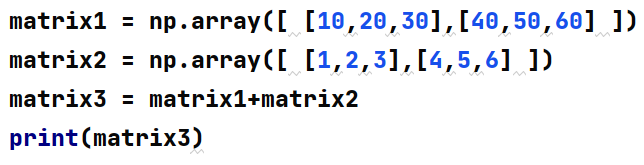 matrix1 = np.array([ [10,20,30],[40,50,60] ])
matrix2 = np.array([ [1,2,3],[4,5,6] ])
matrix3 = matrix1+matrix2
print(matrix3)